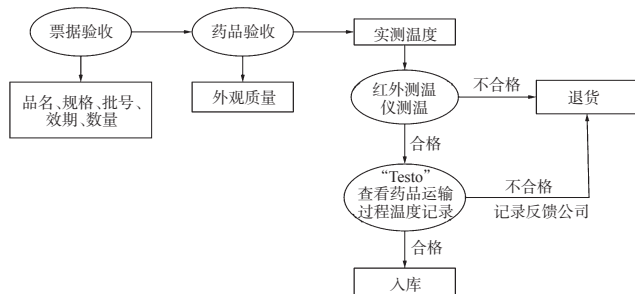 票据验收
药品验收
实测温度
品名、规格、批号、
效期、数量
外观质量
红外测温
仪测温
不合格
退货
合格
“Testo”
查看药品运输
过程温度记录
不合格
记录反馈公司
合格
入库